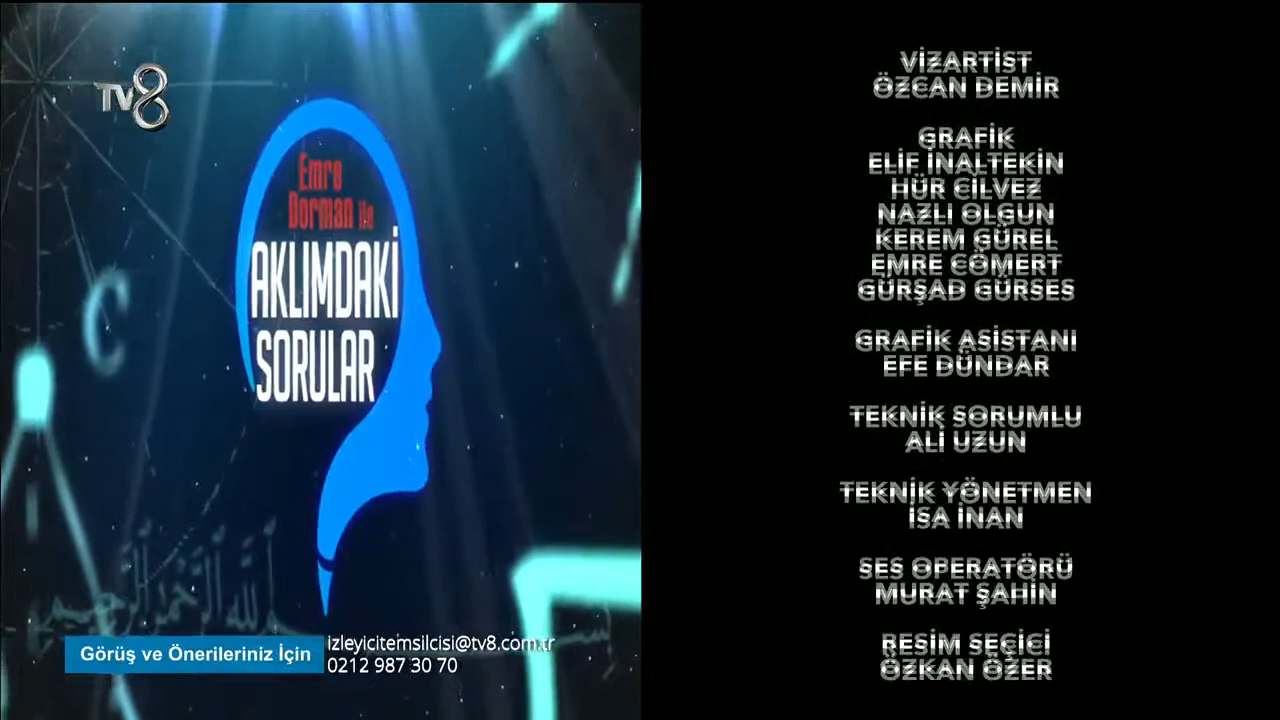 TV8
Emre
Dorman ile
AKLIMDAKİ
SORULAR
Görüş ve Önerileriniz İçin
izleyicitemsilcisi@tv8.com.tr
0212 987 30 70
VİZARTİST
ÖZCAN DEMİR
GRAFİK
ELİF İNALTEKİN
HÜR CİLVEZ
NAZLI OLGUN
KEREM GÜREL
EMRE CÖMERT
GÜRŞAD GÜRSES
GRAFİK ASİSTANI
EFE DÜNDAR
TEKNİK SORUMLU
ALİ UZUN
TEKNİK YÖNETMEN
İSA İNAN
SES OPERATÖRÜ
MURAT ŞAHİN
RESİM SEÇİCİ
ÖZKAN ÖZER